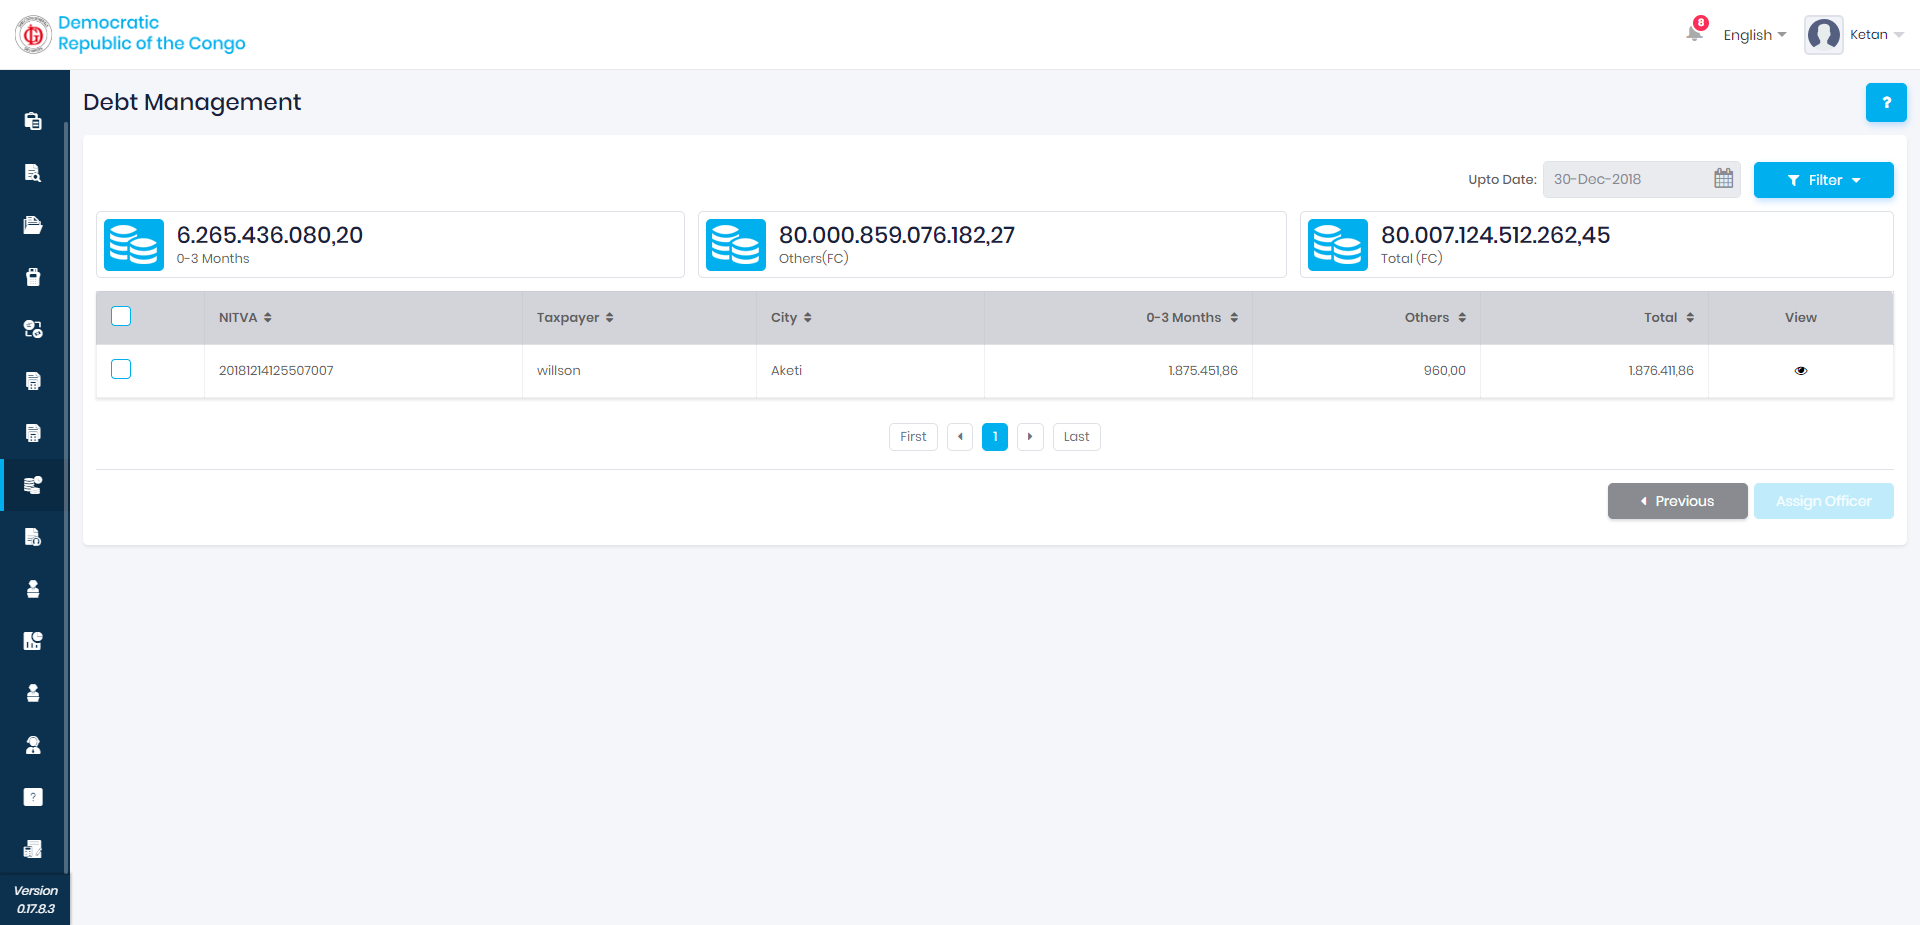 Democratic
Republic of the Congo
8
English
Ketan
Debt Management
?
Upto Date:
30-Dec-2018
Filter
6.265.436.080,20
0-3 Months
80.000.859.076.182,27
Others(FC)
80.007.124.512.262,45
Total (FC)
NITVA
Taxpayer
City
0-3 Months
Others
Total
View
20181214125507007
willson
Aketi
1.875.451,86
960,00
1.876.411,86
First
1
Last
Previous
Assign Officer
?
Version
0.17.8.3